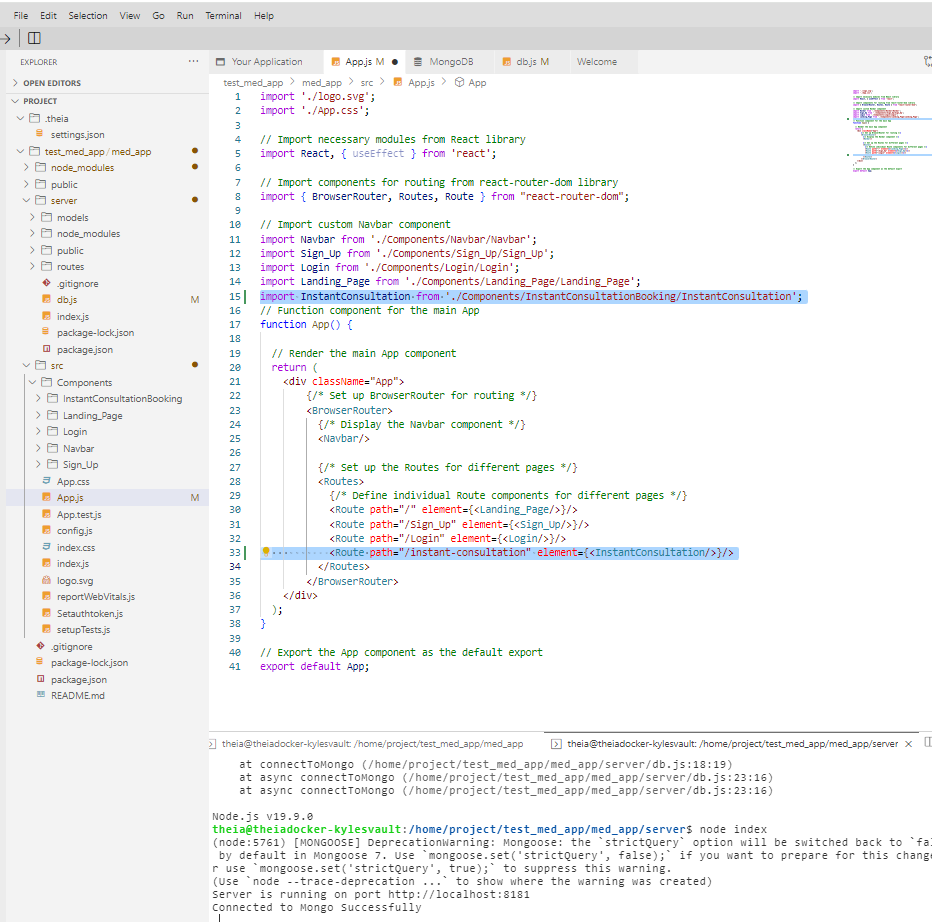 File Edit Selection View Go Run Terminal Help
EXPLORER ...
OPEN EDITORS
PROJECT
.theia
settings.json
test_med_app / med_app
node_modules
public
server
models
node_modules
public
routes
.gitignore
db.js M
index.js
package-lock.json
package.json
src
Components
InstantConsultationBooking
Landing_Page
Login
Navbar
Sign_Up
App.css
App.js M
App.test.js
config.js
index.css
index.js
logo.svg
reportWebVitals.js
Setauthtoken.js
setupTests.js
.gitignore
package-lock.json
package.json
README.md
Your Application App.js M MongoDB db.js M Welcome
test_med_app > med_app > src > App.js > App
1 import './logo.svg';
2 import './App.css';
3
4 // Import necessary modules from React library
5 import React, { useEffect } from 'react';
6
7 // Import components for routing from react-router-dom library
8 import { BrowserRouter, Routes, Route } from "react-router-dom";
9
10 // Import custom Navbar component
11 import Navbar from './Components/Navbar/Navbar';
12 import Sign_Up from './Components/Sign_Up/Sign_Up';
13 import Login from './Components/Login/Login';
14 import Landing_Page from './Components/Landing_Page/Landing_Page';
15 import InstantConsultation from './Components/InstantConsultationBooking/InstantConsultation';
16 // Function component for the main App
17 function App() {
18
19 // Render the main App component
20 return (
21 <div className="App">
22 {/* Set up BrowserRouter for routing */}
23 <BrowserRouter>
24 {/* Display the Navbar component */}
25 <Navbar/>
26
27 {/* Set up the Routes for different pages */}
28 <Routes>
29 {/* Define individual Route components for different pages */}
30 <Route path="/" element={<Landing_Page/>}/>
31 <Route path="/Sign_Up" element={<Sign_Up/>}/>
32 <Route path="/Login" element={<Login/>}/>
33 <Route path="/instant-consultation" element={<InstantConsultation/>}/>
34 </Routes>
35 </BrowserRouter>
36 </div>
37 );
38 }
39
40 // Export the App component as the default export
41 export default App;
theia@theiadocker-kylesvault: /home/project/test_med_app/med_app theia@theiadocker-kylesvault: /home/project/test_med_app/med_app/server
at connectToMongo (/home/project/test_med_app/med_app/server/db.js:18:19)
at async connectToMongo (/home/project/test_med_app/med_app/server/db.js:23:16)
at async connectToMongo (/home/project/test_med_app/med_app/server/db.js:23:16)
Node.js v19.9.0
theia@theiadocker-kylesvault:/home/project/test_med_app/med_app/server$ node index
(node:5761) [MONGOOSE] DeprecationWarning: Mongoose: the `strictQuery` option will be switched back to `fal
by default in Mongoose 7. Use `mongoose.set('strictQuery', false);` if you want to prepare for this change
r use `mongoose.set('strictQuery', true);` to suppress this warning.
(Use `node --trace-deprecation ...` to show where the warning was created)
Server is running on port http://localhost:8181
Connected to Mongo Successfully